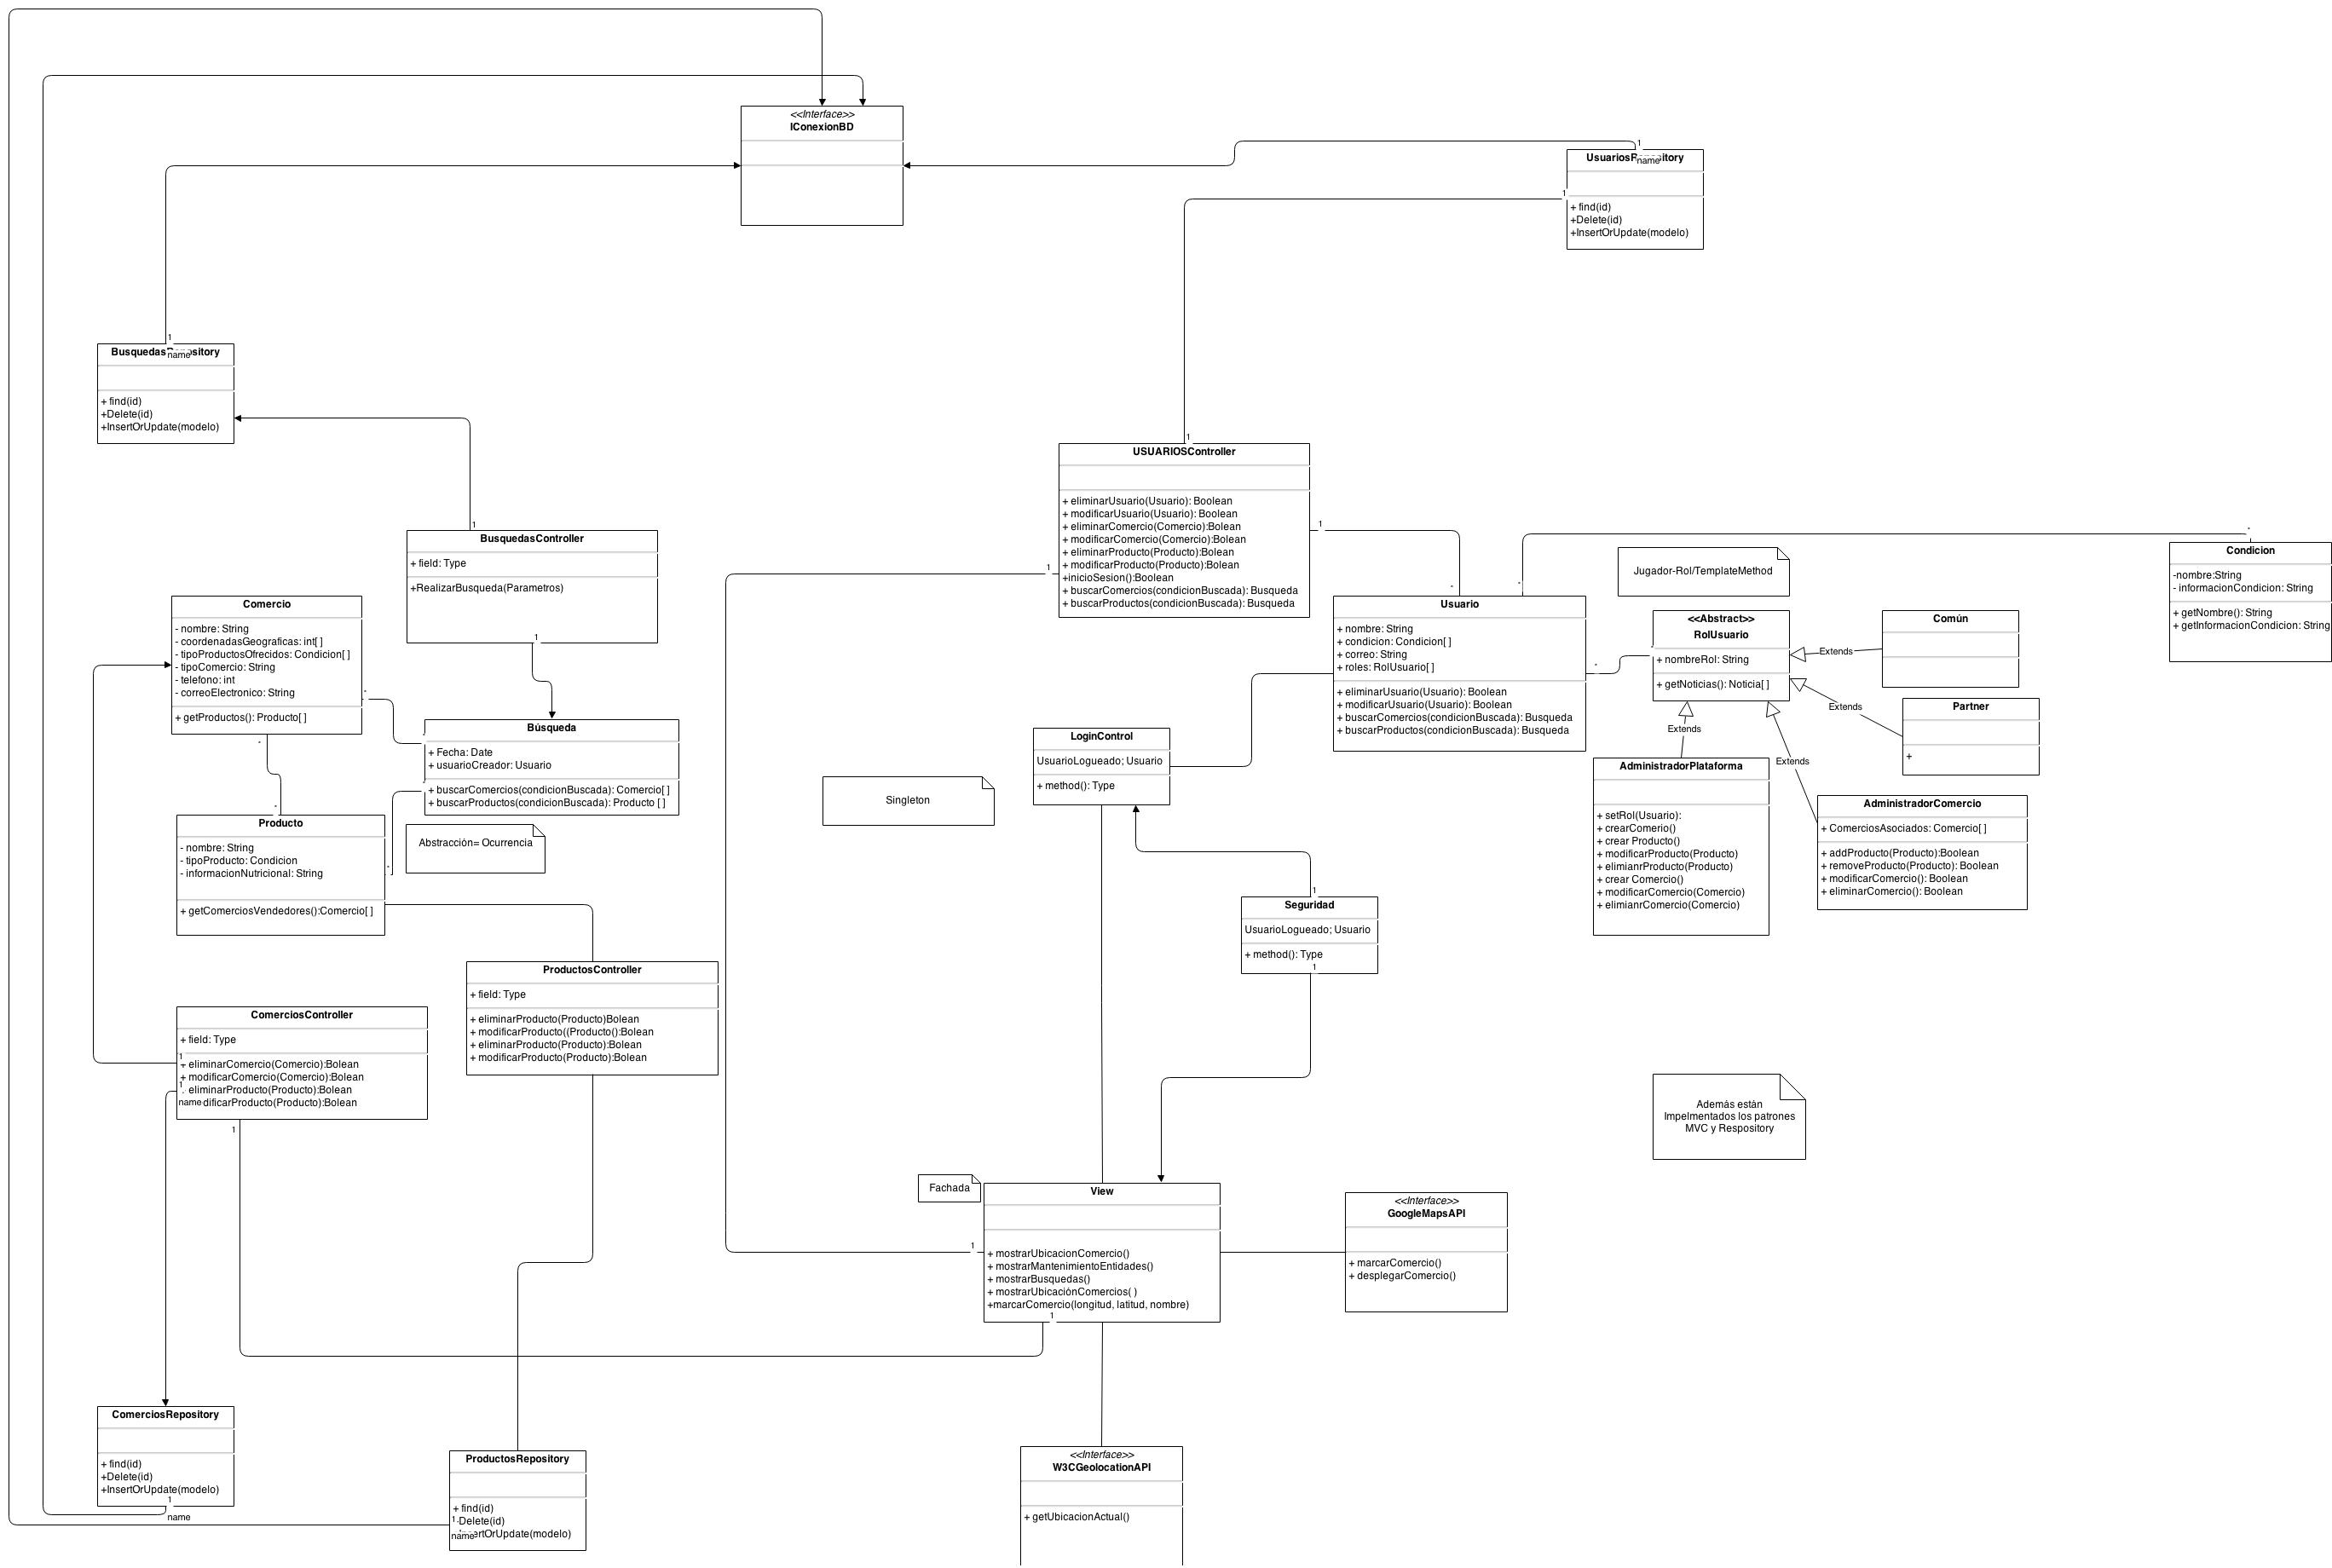 <<Interface>>
IConexionBD
1
name
UsuariosRepository
1
+ find(id)
+Delete(id)
+InsertOrUpdate(modelo)
1
name
BusquedasRepository
+ find(id)
+Delete(id)
+InsertOrUpdate(modelo)
1
USUARIOSController
+ eliminarUsuario(Usuario): Boolean
+ modificarUsuario(Usuario): Boolean
+ eliminarComercio(Comercio):Bolean
+ modificarComercio(Comercio):Bolean
+ eliminarProducto(Producto):Bolean
+ modificarProducto(Producto):Bolean
+inicioSesion():Boolean
+ buscarComercios(condicionBuscada): Busqueda
+ buscarProductos(condicionBuscada): Busqueda
1
1
1
BusquedasController
+ field: Type
+RealizarBusqueda(Parametros)
1
*
Condicion
-nombre:String
- informacionCondicion: String
+ getNombre(): String
+ getInformacionCondicion: String
Jugador-Rol/TemplateMethod
Comercio
- nombre: String
- coordenadasGeograficas: int[ ]
- tipoProductosOfrecidos: Condicion[ ]
- tipoComercio: String
- telefono: int
- correoElectronico: String
+ getProductos(): Producto[ ]
*
*
*
*
Usuario
+ nombre: String
+ condicion: Condicion[ ]
+ correo: String
+ roles: RolUsuario[ ]
+ eliminarUsuario(Usuario): Boolean
+ modificarUsuario(Usuario): Boolean
+ buscarComercios(condicionBuscada): Busqueda
+ buscarProductos(condicionBuscada): Busqueda
*
<<Abstract>>
RolUsuario
+ nombreRol: String
+ getNoticias(): Noticia[ ]
Común
Extends
Extends
Partner
+
Extends
Extends
Búsqueda
+ Fecha: Date
+ usuarioCreador: Usuario
+ buscarComercios(condicionBuscada): Comercio[ ]
+ buscarProductos(condicionBuscada): Producto [ ]
LoginControl
UsuarioLogueado; Usuario
+ method(): Type
Singleton
AdministradorPlataforma
+ setRol(Usuario):
+ crearComerio()
+ crear Producto()
+ modificarProducto(Producto)
+ elimianrProducto(Producto)
+ crear Comercio()
+ modificarComercio(Comercio)
+ elimianrComercio(Comercio)
AdministradorComercio
+ ComerciosAsociados: Comercio[ ]
+ addProducto(Producto):Boolean
+ removeProducto(Producto): Boolean
+ modificarComercio(): Boolean
+ eliminarComercio(): Boolean
*
Producto
- nombre: String
- tipoProducto: Condicion
- informacionNutricional: String
+ getComerciosVendedores():Comercio[ ]
*
Abstracción= Ocurrencia
1
Seguridad
UsuarioLogueado; Usuario
+ method(): Type
1
ProductosController
+ field: Type
+ eliminarProducto(Producto)Bolean
+ modificarProducto((Producto():Bolean
+ eliminarProducto(Producto):Bolean
+ modificarProducto(Producto):Bolean
ComerciosController
+ field: Type
1
+ eliminarComercio(Comercio):Bolean
+ modificarComercio(Comercio):Bolean
1
eliminarProducto(Producto):Bolean
name
dificarProducto(Producto):Bolean
1
Además están
Impelmentados los patrones
MVC y Respository
Fachada
View
+ mostrarUbicacionComercio()
+ mostrarMantenimientoEntidades()
+ mostrarBusquedas()
+ mostrarUbicaciónComercios( )
+marcarComercio(longitud, latitud, nombre)
1
1
<<Interface>>
GoogleMapsAPI
+ marcarComercio()
+ desplegarComercio()
ComerciosRepository
+ find(id)
+Delete(id)
+InsertOrUpdate(modelo)
1
name
ProductosRepository
+ find(id)
1
-Delete(id)
name
InsertOrUpdate(modelo)
<<Interface>>
W3CGeolocationAPI
+ getUbicacionActual()